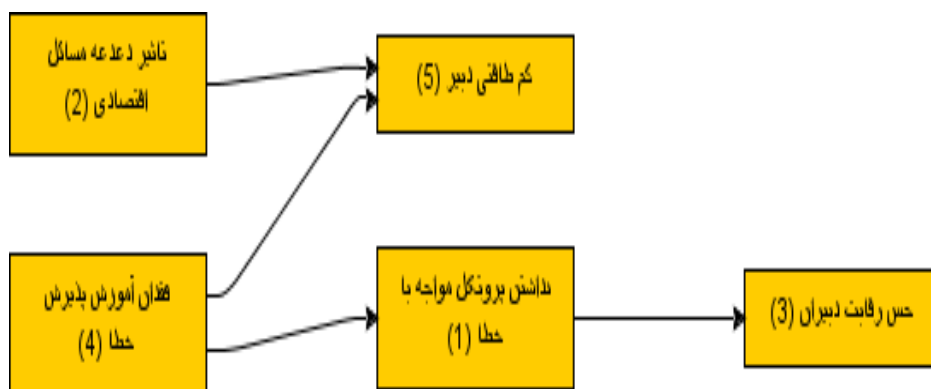 تاثیر دغدغه مسائل
اقتصادی (2)
کم طاقتی دبیر (5)
فقدان آموزش پذیرش
خطا (4)
نداشتن پروتکل مواجه با
خطا (1)
حس رقابت دبیران (3)